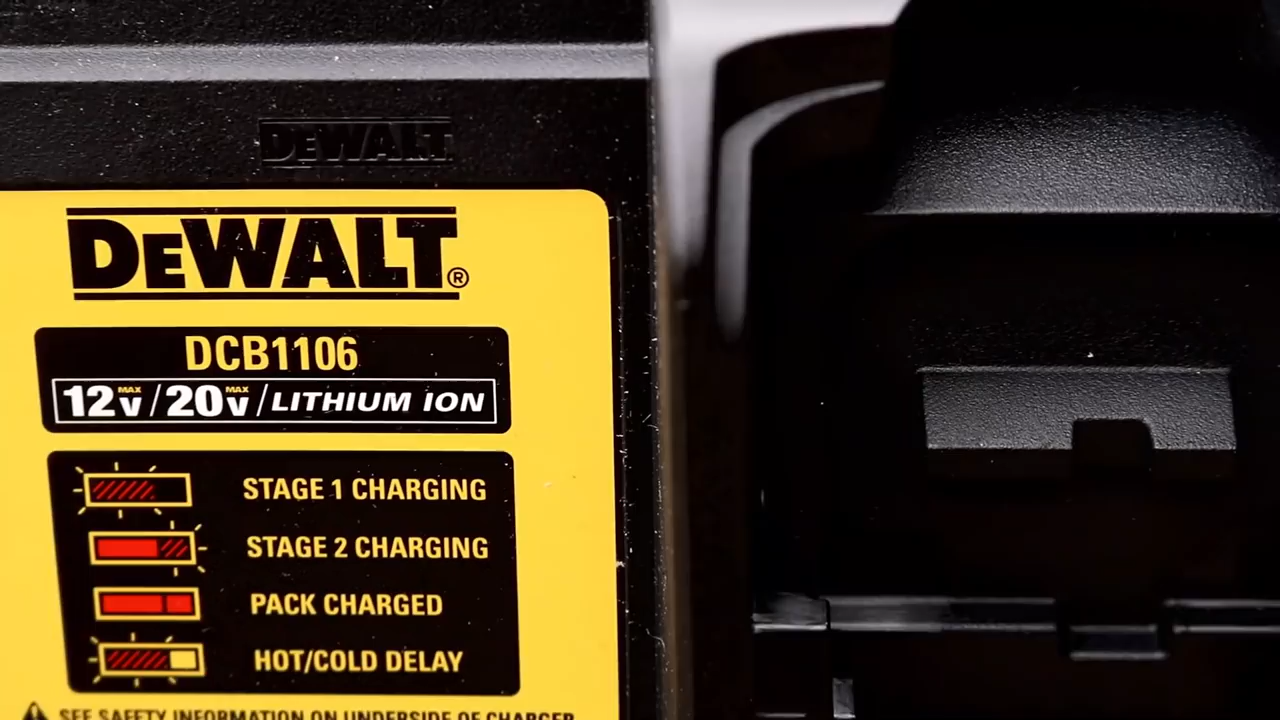 DEWALT
DEWALT®
DCB1106
12V MAX / 20V MAX / LITHIUM ION
STAGE 1 CHARGING
STAGE 2 CHARGING
PACK CHARGED
HOT/COLD DELAY
SEE SAFETY INFORMATION ON UNDERSIDE OF CHARGER